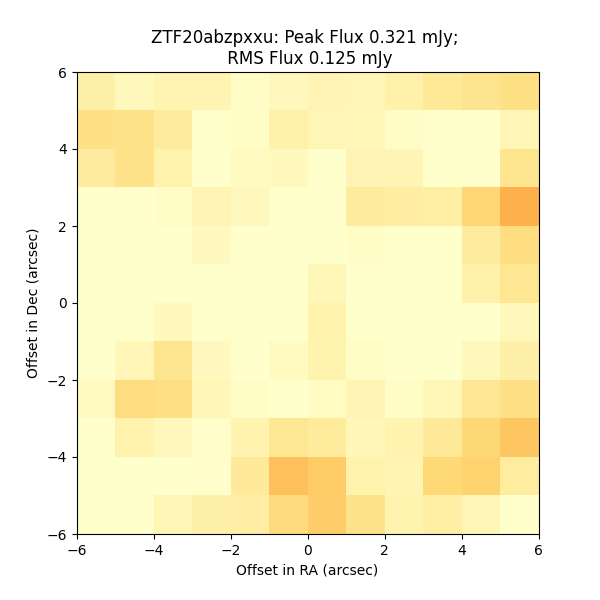 ZTF20abzpxxu: Peak Flux 0.321 mJy;
RMS Flux 0.125 mJy
6
4
2
0
−2
−4
−6
Offset in Dec (arcsec)
−6 −4 −2 0 2 4 6
Offset in RA (arcsec)